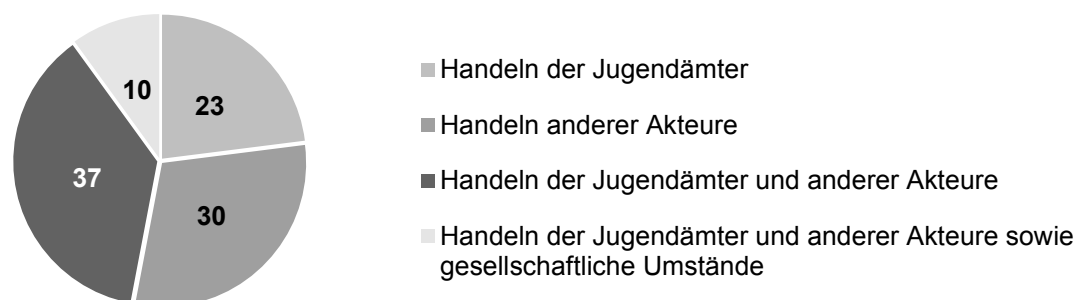 10
23
37
30
Handeln der Jugendämter
Handeln anderer Akteure
Handeln der Jugendämter und anderer Akteure
Handeln der Jugendämter und anderer Akteure sowie
gesellschaftliche Umstände